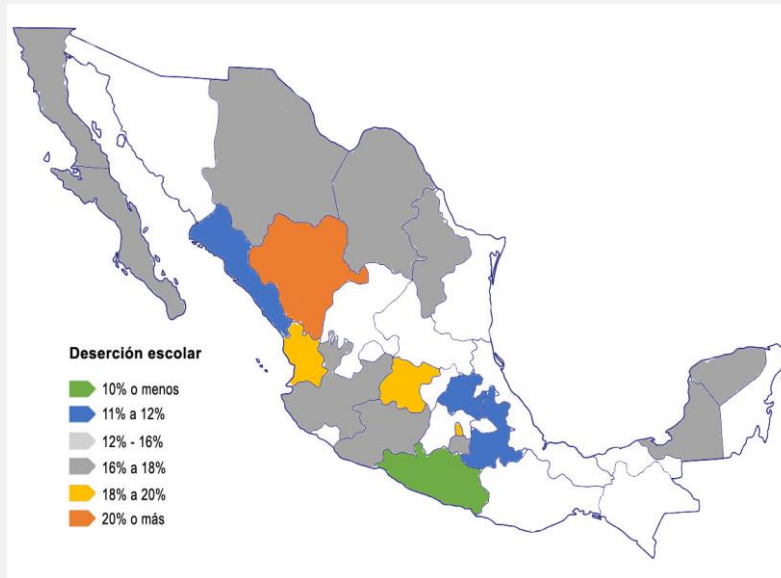 Deserción escolar
10% o menos
11% a 12%
12% - 16%
16% a 18%
18% a 20%
20% o más